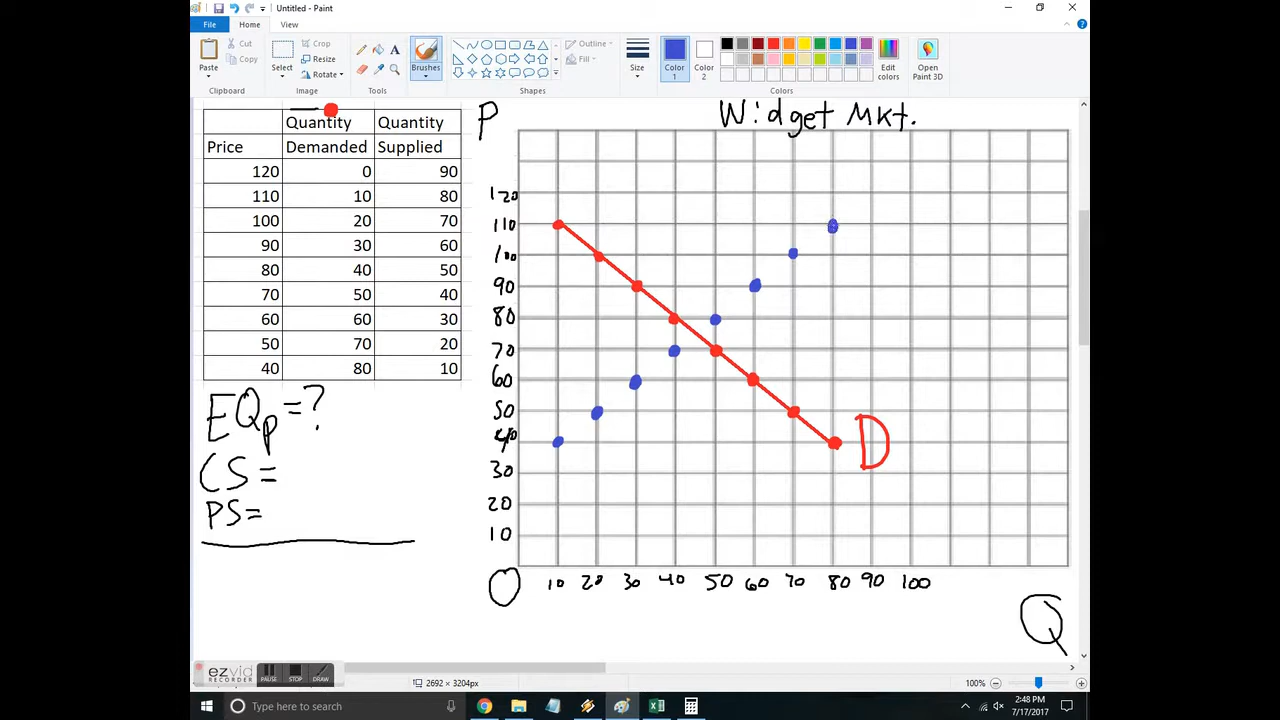 Untitled - Paint
File Home View
Paste
Cut
Copy
Clipboard
Select
Crop
Resize
Rotate
Image
Tools
Brushes
Shapes
Outline
Fill
Size
Color 1
Color 2
Colors
Edit colors
Open Paint 3D
Quantity Quantity
Price Demanded Supplied
120 0 90
110 10 80
100 20 70
90 30 60
80 40 50
70 50 40
60 60 30
50 70 20
40 80 10
EQp=?
CS=
PS=
P
Widget Mkt.
120
110
100
90
80
70
60
50
40
30
20
10
D
O 10 20 30 40 50 60 70 80 90 100
Q
ezvid
RECORDER
PAUSE STOP DRAW
2692 × 3204px
100%
Type here to search
2:48 PM
7/17/2017